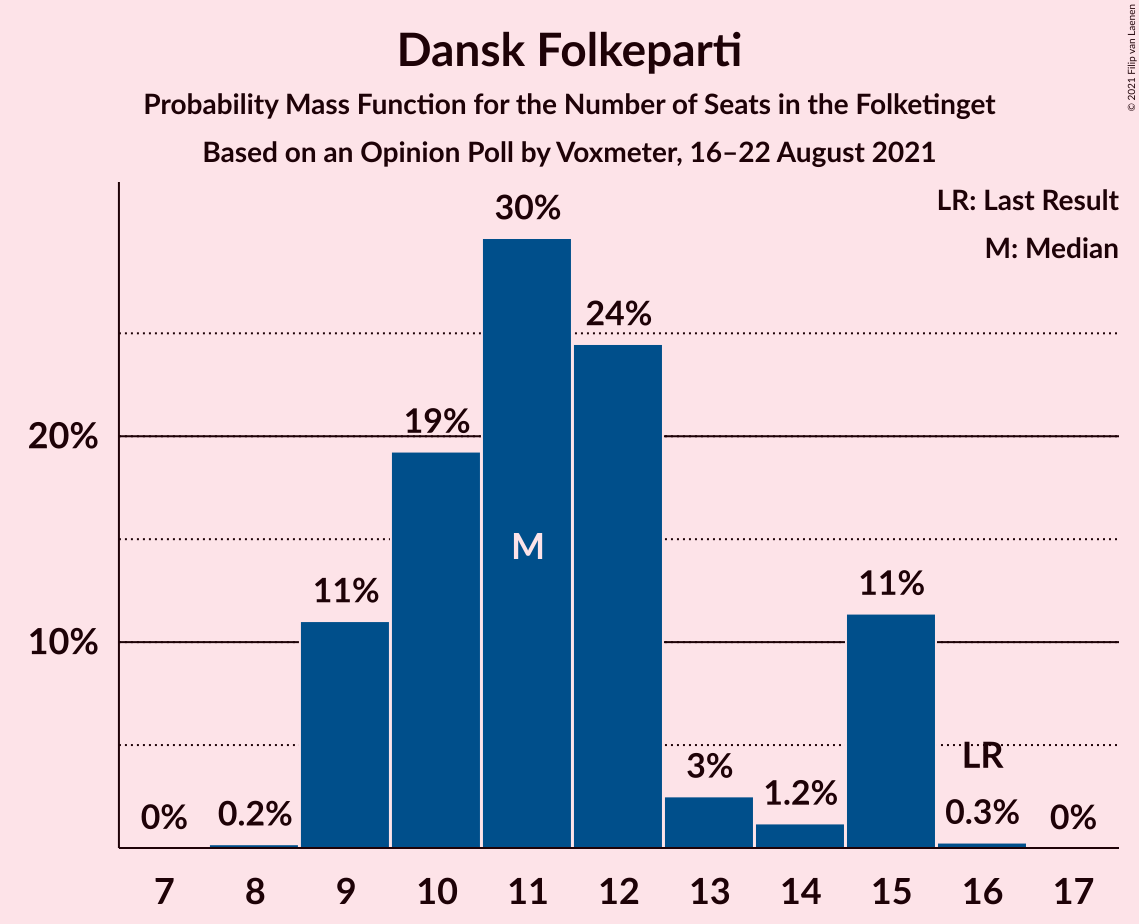 Dansk Folkeparti
Probability Mass Function for the Number of Seats in the Folketinget
Based on an Opinion Poll by Voxmeter, 16–22 August 2021
© 2021 Filip van Laenen
LR: Last Result
M: Median
30%
24%
19%
20%
M
11%
11%
10%
LR
3%
1.2%
0% 0.2% 0.3% 0%
7 8 9 10 11 12 13 14 15 16 17